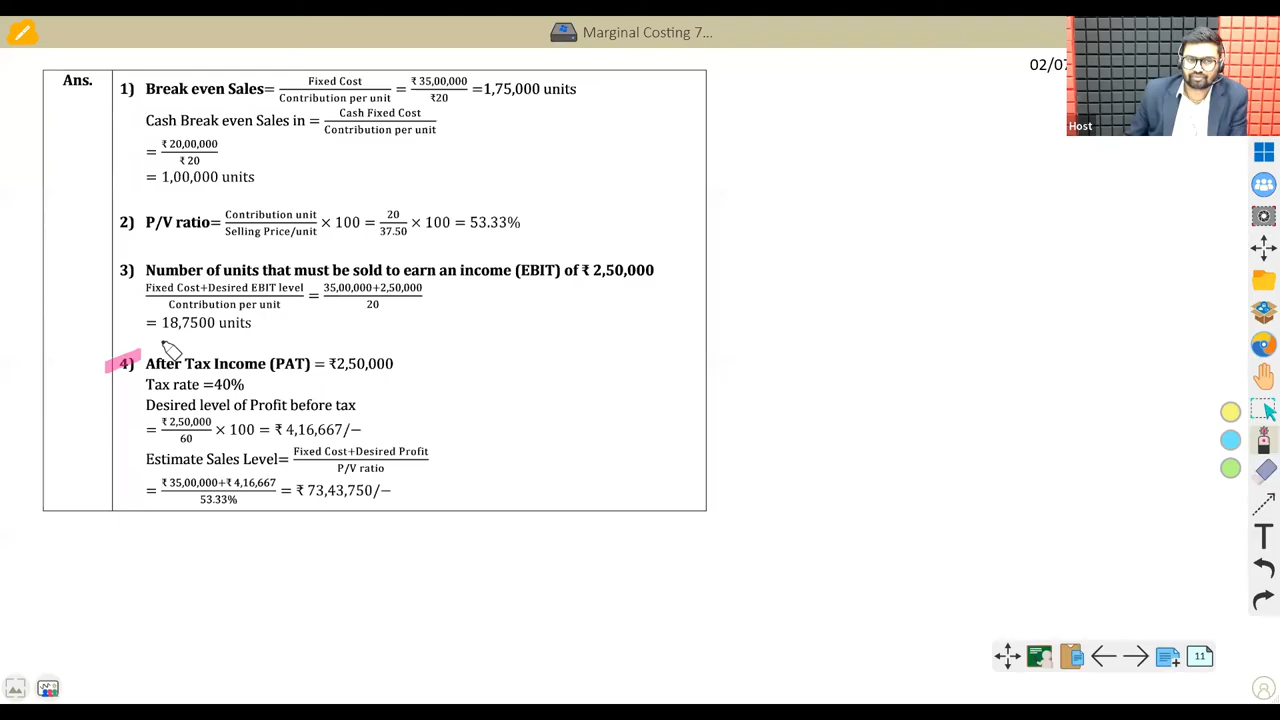 Marginal Costing 7...
02/0
Host
Ans.
1) Break even Sales= Fixed Cost / Contribution per unit = ₹ 35,00,000 / ₹20 =1,75,000 units
Cash Break even Sales in = Cash Fixed Cost / Contribution per unit
= ₹ 20,00,000 / ₹ 20
= 1,00,000 units
2) P/V ratio= Contribution unit / Selling Price/unit × 100 = 20 / 37.50 × 100 = 53.33%
3) Number of units that must be sold to earn an income (EBIT) of ₹ 2,50,000
Fixed Cost+Desired EBIT level / Contribution per unit = 35,00,000+2,50,000 / 20
= 18,7500 units
4) After Tax Income (PAT) = ₹2,50,000
Tax rate =40%
Desired level of Profit before tax
= ₹ 2,50,000 / 60 × 100 = ₹ 4,16,667/−
Estimate Sales Level= Fixed Cost+Desired Profit / P/V ratio
= ₹ 35,00,000+₹ 4,16,667 / 53.33% = ₹ 73,43,750/−
T
11